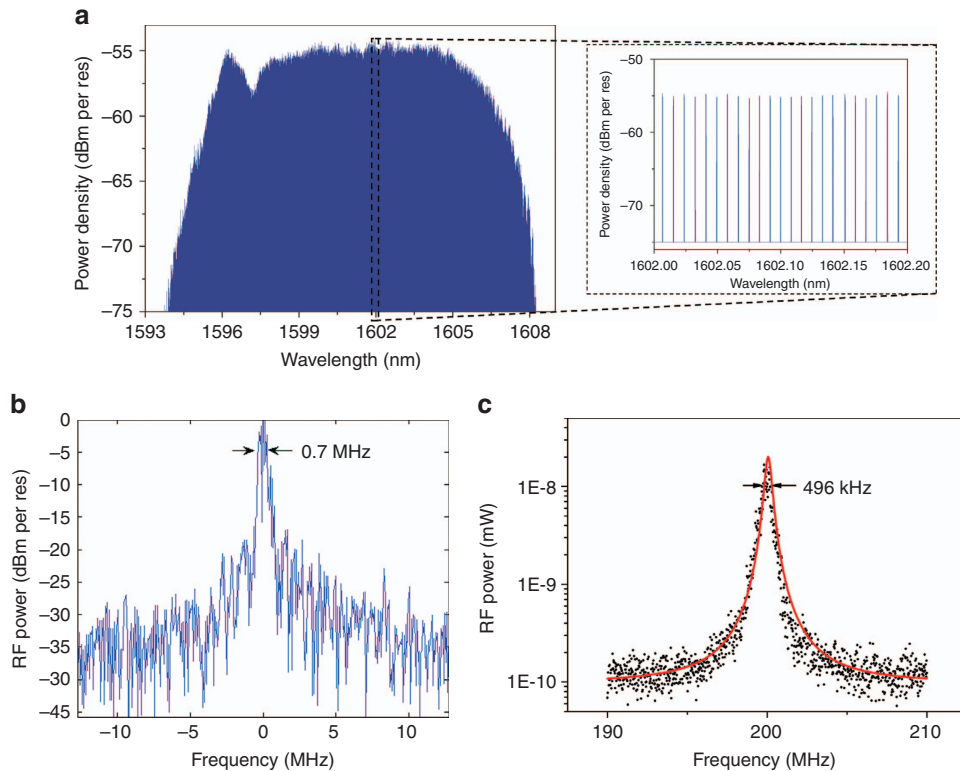 a
Power density (dBm per res)
−55
−60
−65
−70
−75
1593 1596 1599 1602 1605 1608
Wavelength (nm)
Power density (dBm per res)
−50
−60
−70
1602.00 1602.05 1602.10 1602.15 1602.20
Wavelength (nm)
b
RF power (dBm per res)
0
−5
−10
−15
−20
−25
−30
−35
−30
−45
0.7 MHz
−10 −5 0 5 10
Frequency (MHz)
c
RF power (mW)
1E-8
1E-9
1E-10
496 kHz
190 200 210
Frequency (MHz)